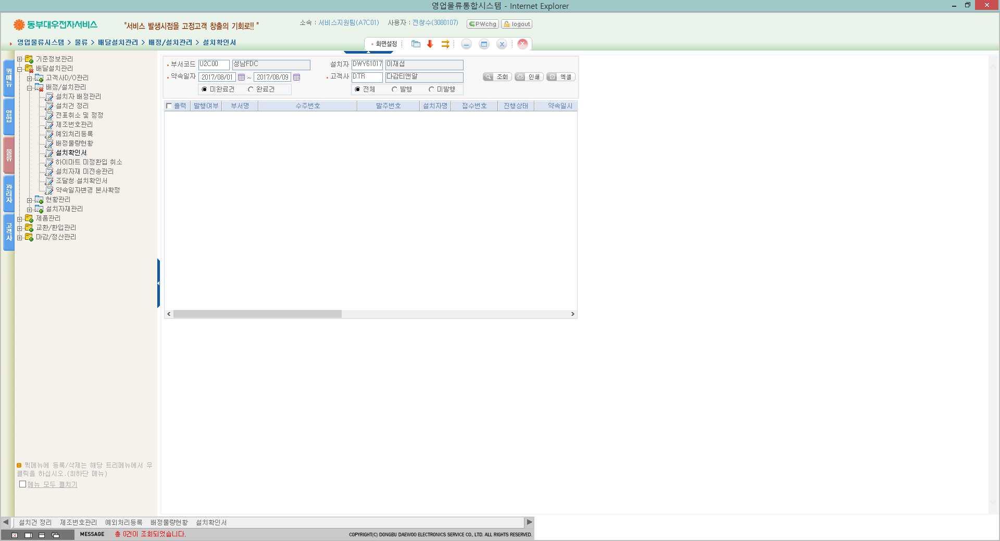 영업물류통합시스템 - Internet Explorer
동부대우전자서비스
"서비스 발생시점을 고정고객 창출의 기회로!! "
소속 : 서비스지원팀(A7C01) 사용자 : 전창수(3080107)
PWchg
logout
영업물류시스템 > 물류 > 배달설치관리 > 배정/설치관리 > 설치확인서
화면설정
퀵메뉴
영업
물류
관리자
고객사
기준정보관리
배달설치관리
고객사D/O관리
배정/설치관리
설치자 배정관리
설치건 정리
전표취소 및 정정
제조번호관리
예외처리등록
배정물량현황
설치확인서
하이마트 미정환입 취소
설치자재 미전송관리
조달청 설치확인서
약속일자변경 본사확정
현황관리
설치자재관리
제품관리
교환/환입관리
마감/정산관리
퀵메뉴에 등록/삭제는 해당 트리메뉴에서 우
클릭을 하십시오.(최하단 메뉴)
메뉴 모두 펼치기
부서코드 U2C00 성남FDC 설치자 DWY61017 이재섭
약속일자 2017/08/01 ~ 2017/08/09 고객사 DTR 다감티앤알
조회 인쇄 엑셀
미완료건 완료건 전체 발행 미발행
출력 발행여부 부서명 수주번호 발주번호 설치자명 접수번호 진행상태 약속일시
설치건 정리 제조번호관리 예외처리등록 배정물량현황 설치확인서
MESSAGE 총 0건이 조회되었습니다.
COPYRIGHT(C) DONGBU DAEWOO ELECTRONICS SERVICE CO., LTD. ALL RIGHTS RESERVED.